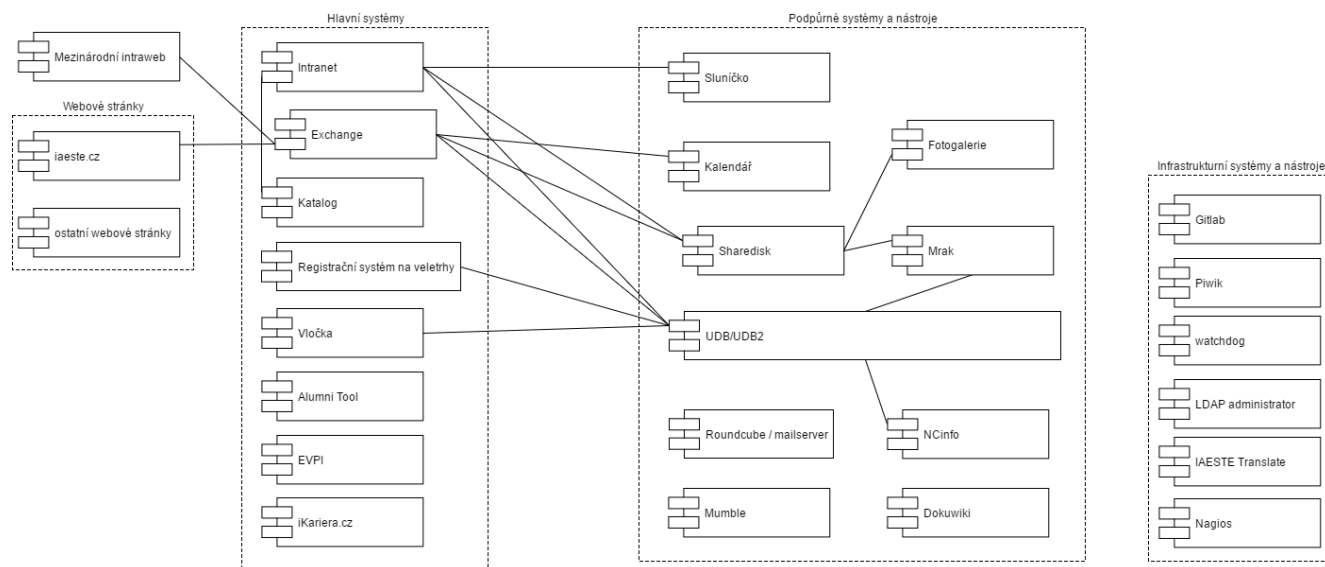 Hlavní systémy
Podpůrné systémy a nástroje
Mezinárodní intraweb
Webové stránky
iaeste.cz
ostatní webové stránky
Intranet
Exchange
Katalog
Registrační systém na veletrhy
Vločka
Alumni Tool
EVPI
iKariera.cz
Sluníčko
Kalendář
Fotogalerie
Sharedisk
Mrak
UDB/UDB2
Roundcube / mailserver
NCinfo
Mumble
Dokuwiki
Infrastrukturní systémy a nástroje
Gitlab
Piwik
watchdog
LDAP administrator
IAESTE Translate
Nagios